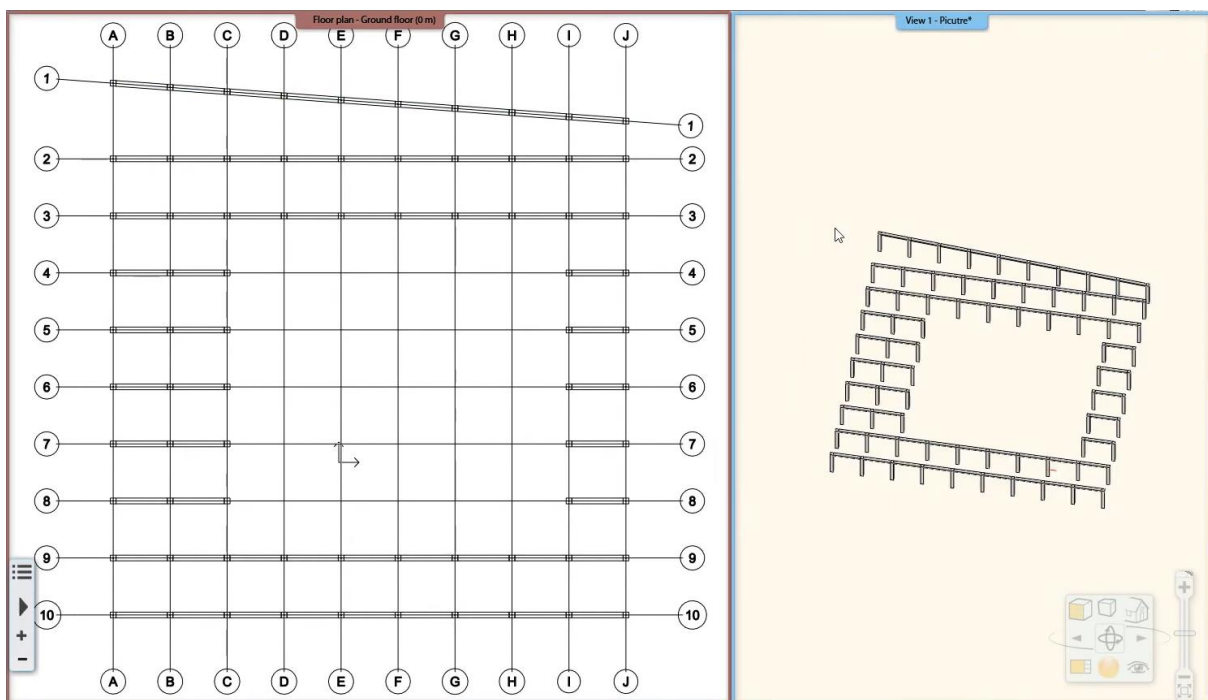 Floor plan - Ground floor (0 m)
View 1 - Picutre*
A B C D E F G H I J
1
1
2 2
3 3
4 4
5 5
6 6
7 7
8 8
9 9
10 10
A B C D E F G H I J